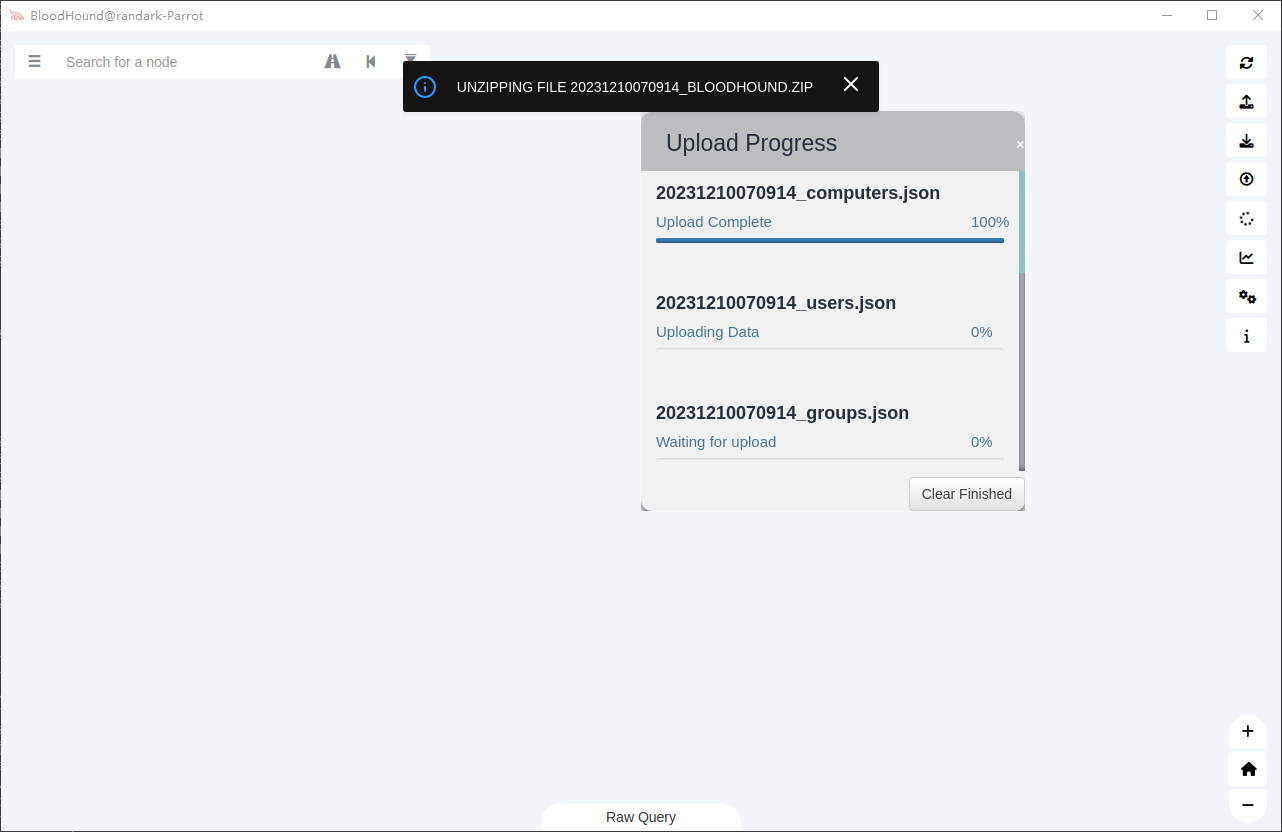 BloodHound@randark-Parrot
Search for a node
UNZIPPING FILE 20231210070914_BLOODHOUND.ZIP
Upload Progress
20231210070914_computers.json
Upload Complete 100%
20231210070914_users.json
Uploading Data 0%
20231210070914_groups.json
Waiting for upload 0%
Clear Finished
Raw Query